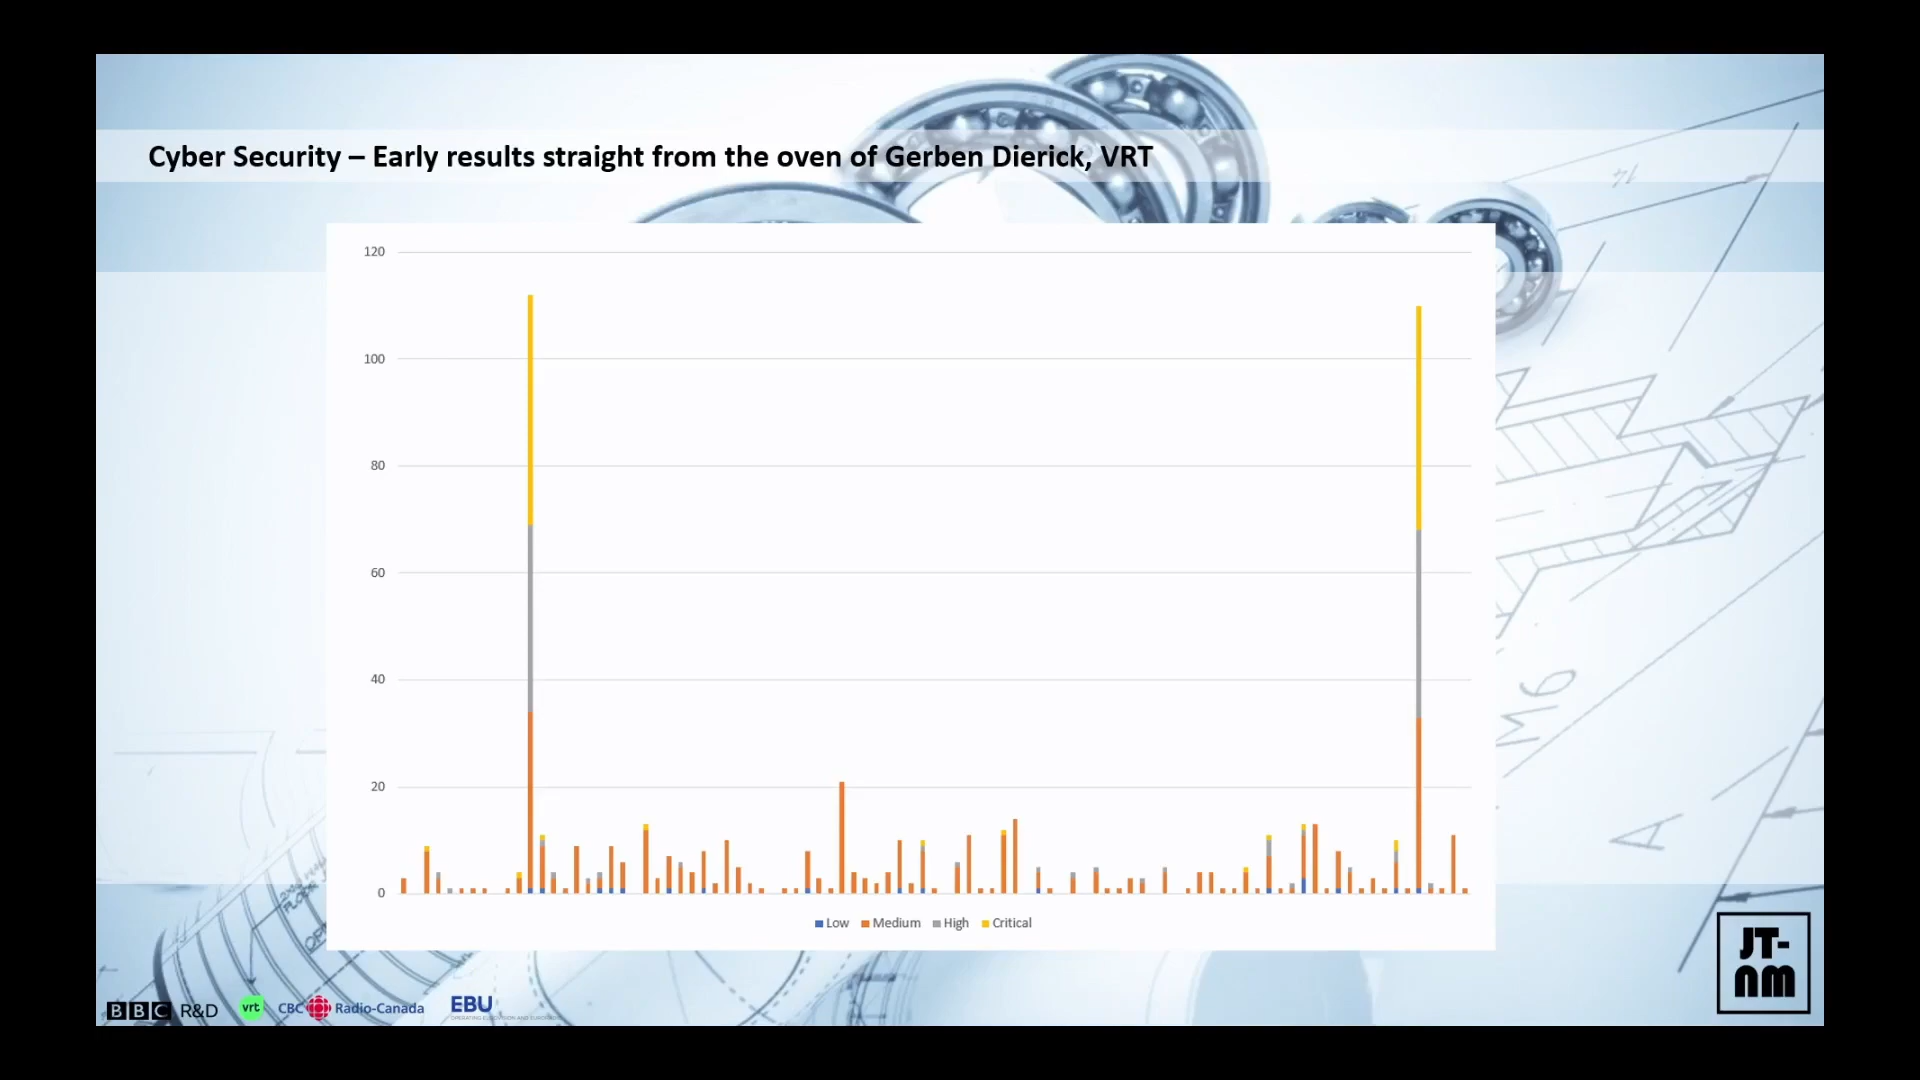 Cyber Security – Early results straight from the oven of Gerben Dierick, VRT
120
100
80
60
40
20
0
Low Medium High Critical
M6
A
JT-
nm
BBC R&D vrt CBC Radio-Canada EBU